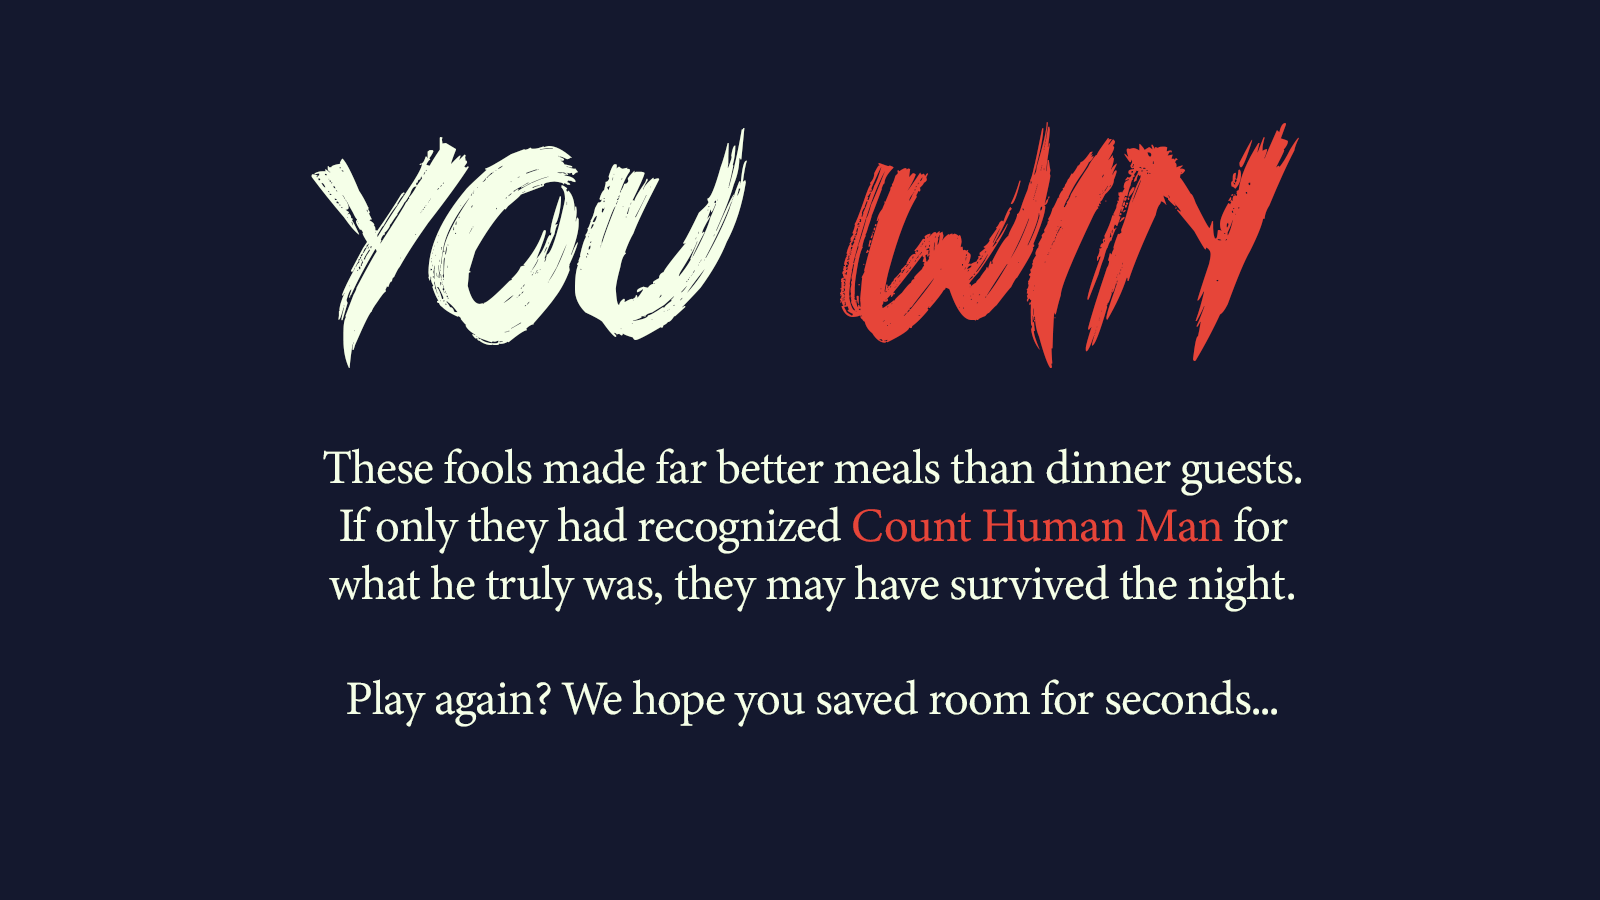 YOU WIN
These fools made far better meals than dinner guests.
If only they had recognized Count Human Man for
what he truly was, they may have survived the night.
Play again? We hope you saved room for seconds...